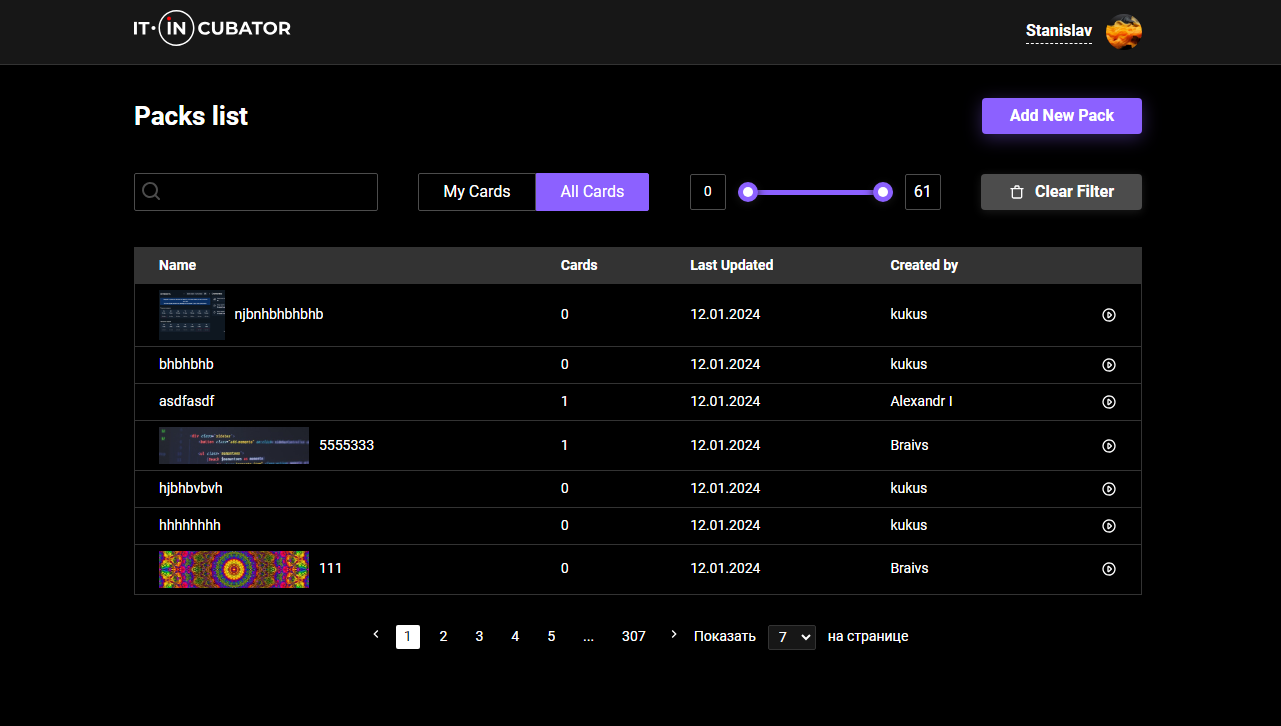 IT·INCUBATOR
Stanislav
Packs list
Add New Pack
My Cards All Cards 0 61 Clear Filter
Name Cards Last Updated Created by
njbnhbhbhbhb 0 12.01.2024 kukus
bhbhbhb 0 12.01.2024 kukus
asdfasdf 1 12.01.2024 Alexandr I
5555333 1 12.01.2024 Braivs
hjbhbvbvh 0 12.01.2024 kukus
hhhhhhhh 0 12.01.2024 kukus
111 0 12.01.2024 Braivs
1 2 3 4 5 ... 307 Показать 7 на странице